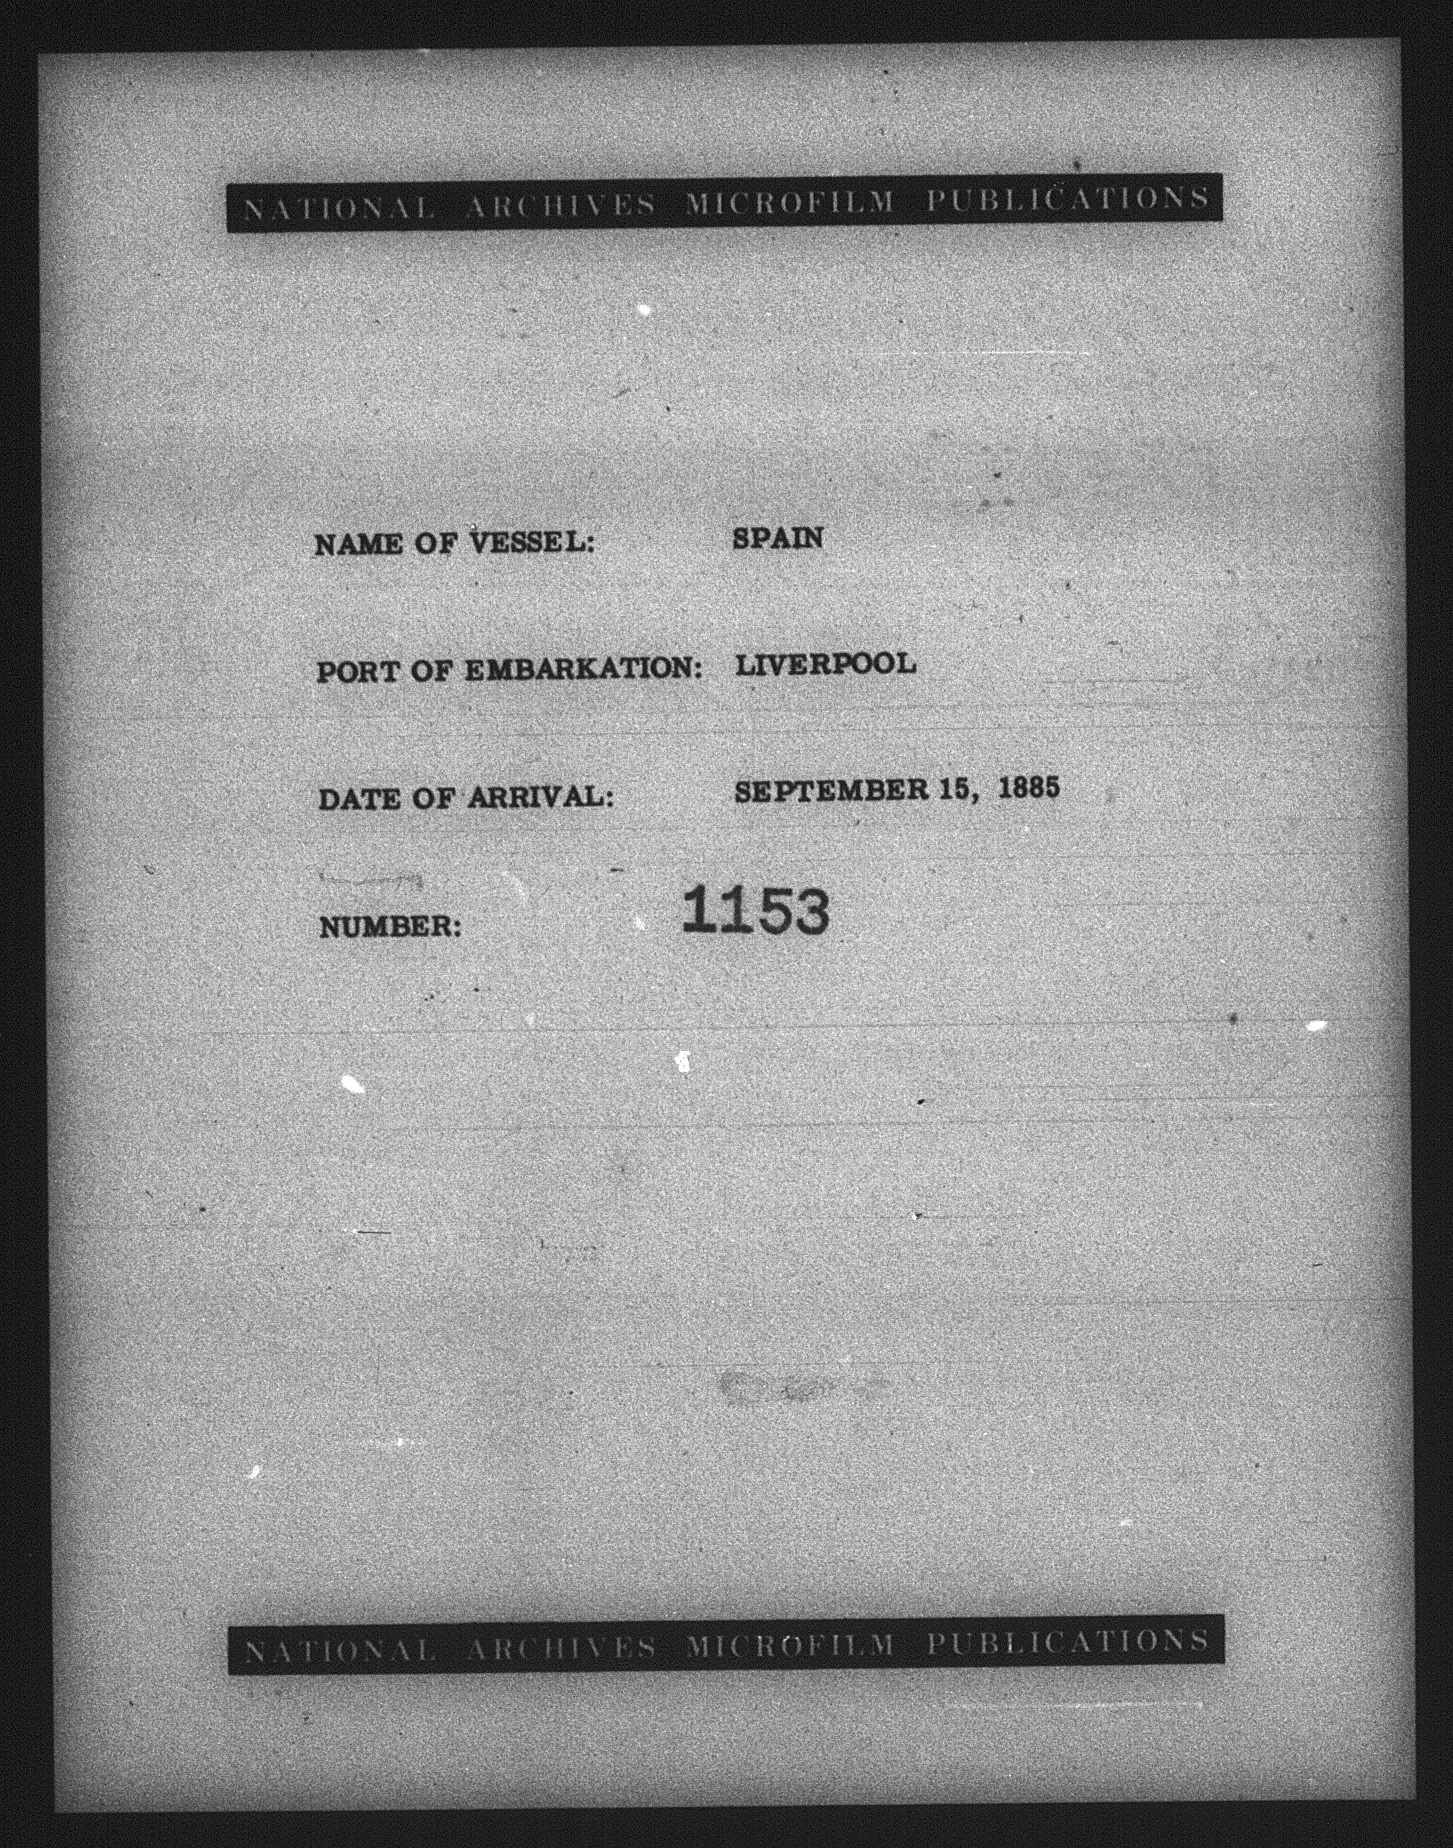 NATIONAL ARCHIVES MICROFILM PUBLICATIONS
NAME OF VESSEL: SPAIN
PORT OF EMBARKATION: LIVERPOOL
DATE OF ARRIVAL: SEPTEMBER 15, 1885
NUMBER: 1153
NATIONAL ARCHIVES MICROFILM PUBLICATIONS